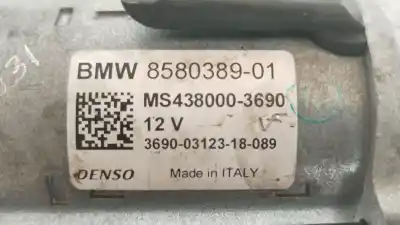 BMW 8580389-01
MS438000-3690
12 V
3690-03123-18-089
DENSO Made in ITALY